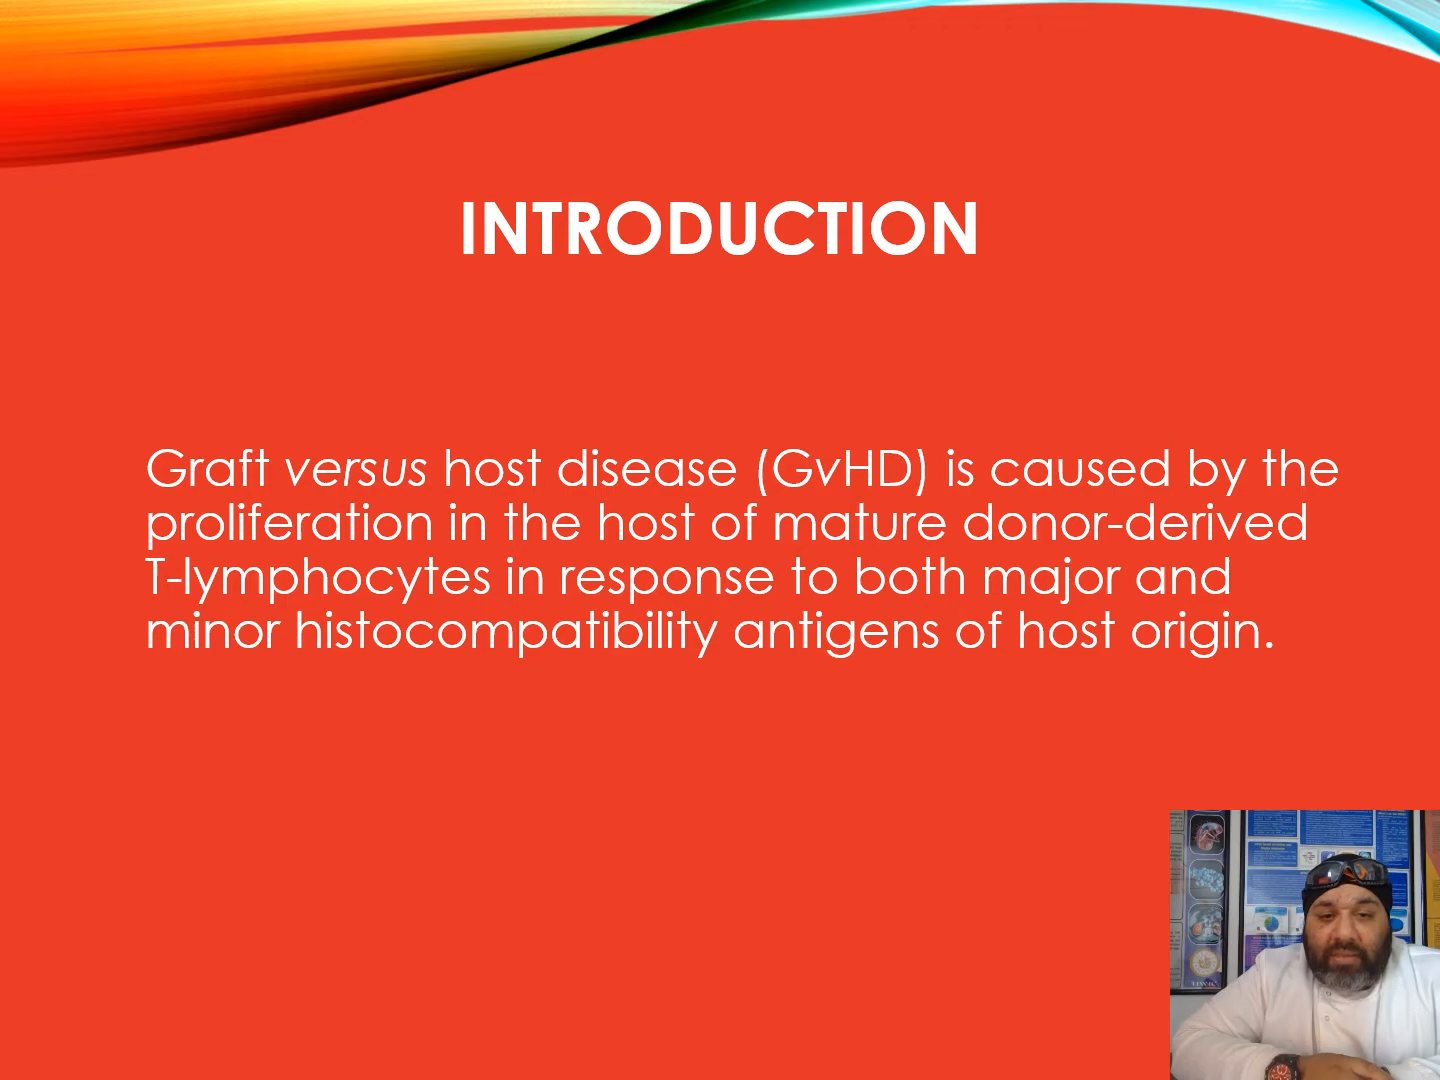 INTRODUCTION
Graft versus host disease (GvHD) is caused by the
proliferation in the host of mature donor-derived
T-lymphocytes in response to both major and
minor histocompatibility antigens of host origin.